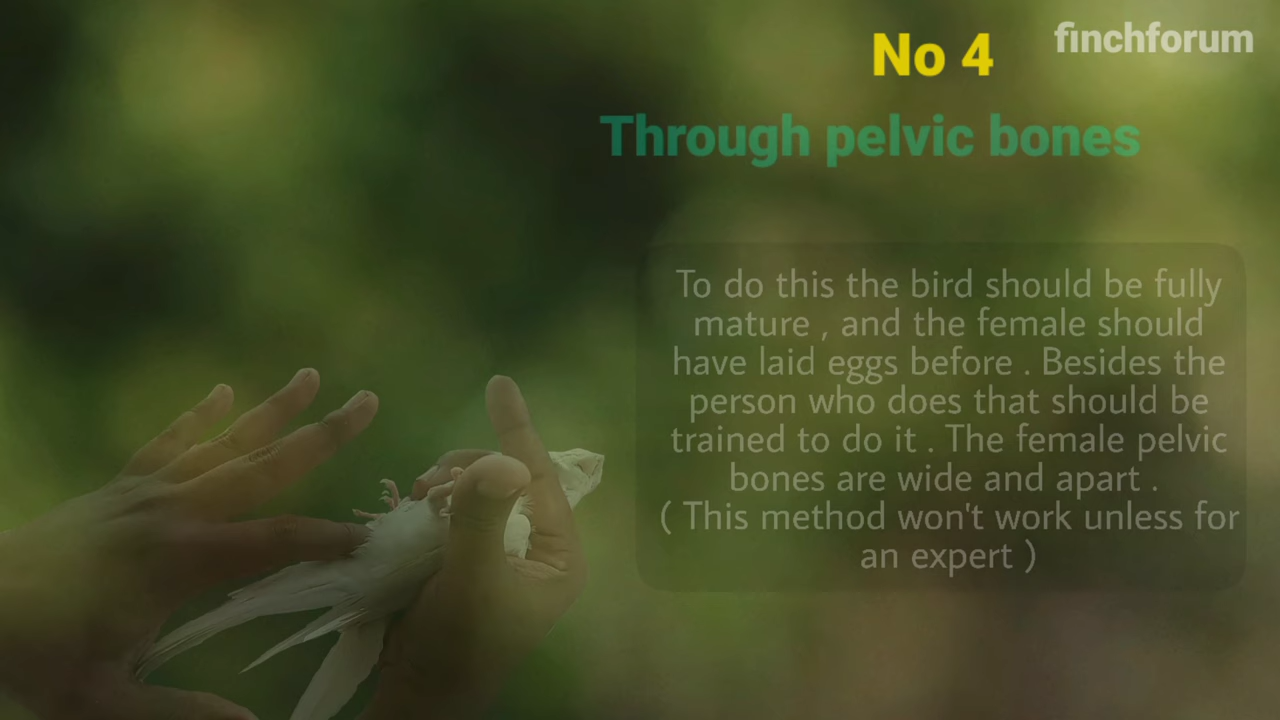 finchforum
No 4
Through pelvic bones
To do this the bird should be fully
mature , and the female should
have laid eggs before . Besides the
person who does that should be
trained to do it . The female pelvic
bones are wide and apart .
( This method won't work unless for
an expert )